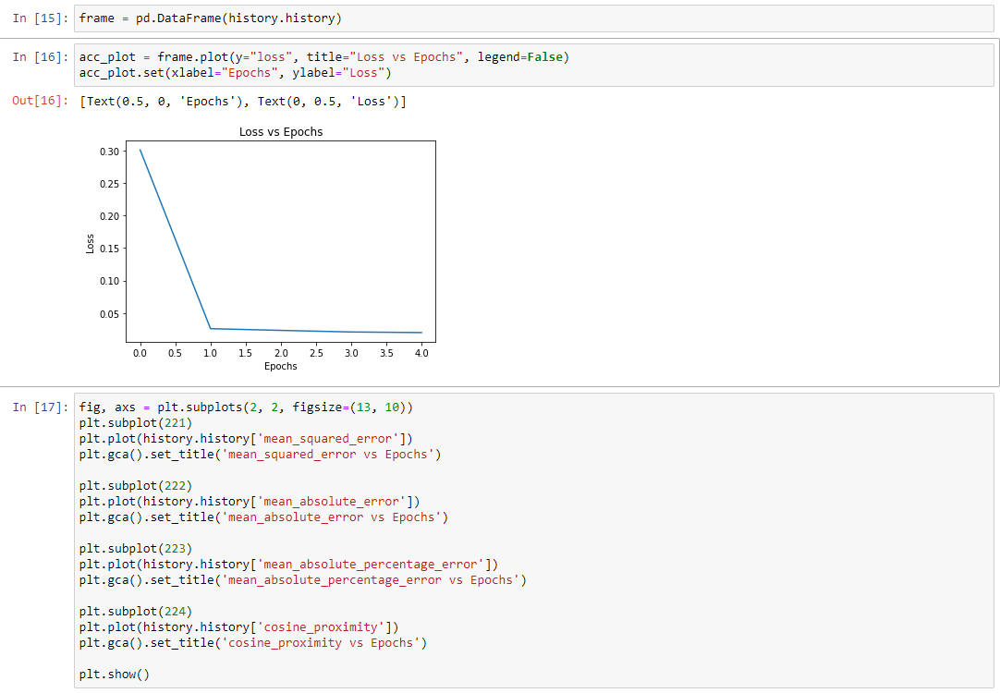 In [15]: frame = pd.DataFrame(history.history)
In [16]: acc_plot = frame.plot(y="loss", title="Loss vs Epochs", legend=False)
acc_plot.set(xlabel="Epochs", ylabel="Loss")
Out[16]: [Text(0.5, 0, 'Epochs'), Text(0, 0.5, 'Loss')]
Loss vs Epochs
0.30
0.25
0.20
0.15
0.10
0.05
Loss
0.0 0.5 1.0 1.5 2.0 2.5 3.0 3.5 4.0
Epochs
In [17]: fig, axs = plt.subplots(2, 2, figsize=(13, 10))
plt.subplot(221)
plt.plot(history.history['mean_squared_error'])
plt.gca().set_title('mean_squared_error vs Epochs')
plt.subplot(222)
plt.plot(history.history['mean_absolute_error'])
plt.gca().set_title('mean_absolute_error vs Epochs')
plt.subplot(223)
plt.plot(history.history['mean_absolute_percentage_error'])
plt.gca().set_title('mean_absolute_percentage_error vs Epochs')
plt.subplot(224)
plt.plot(history.history['cosine_proximity'])
plt.gca().set_title('cosine_proximity vs Epochs')
plt.show()